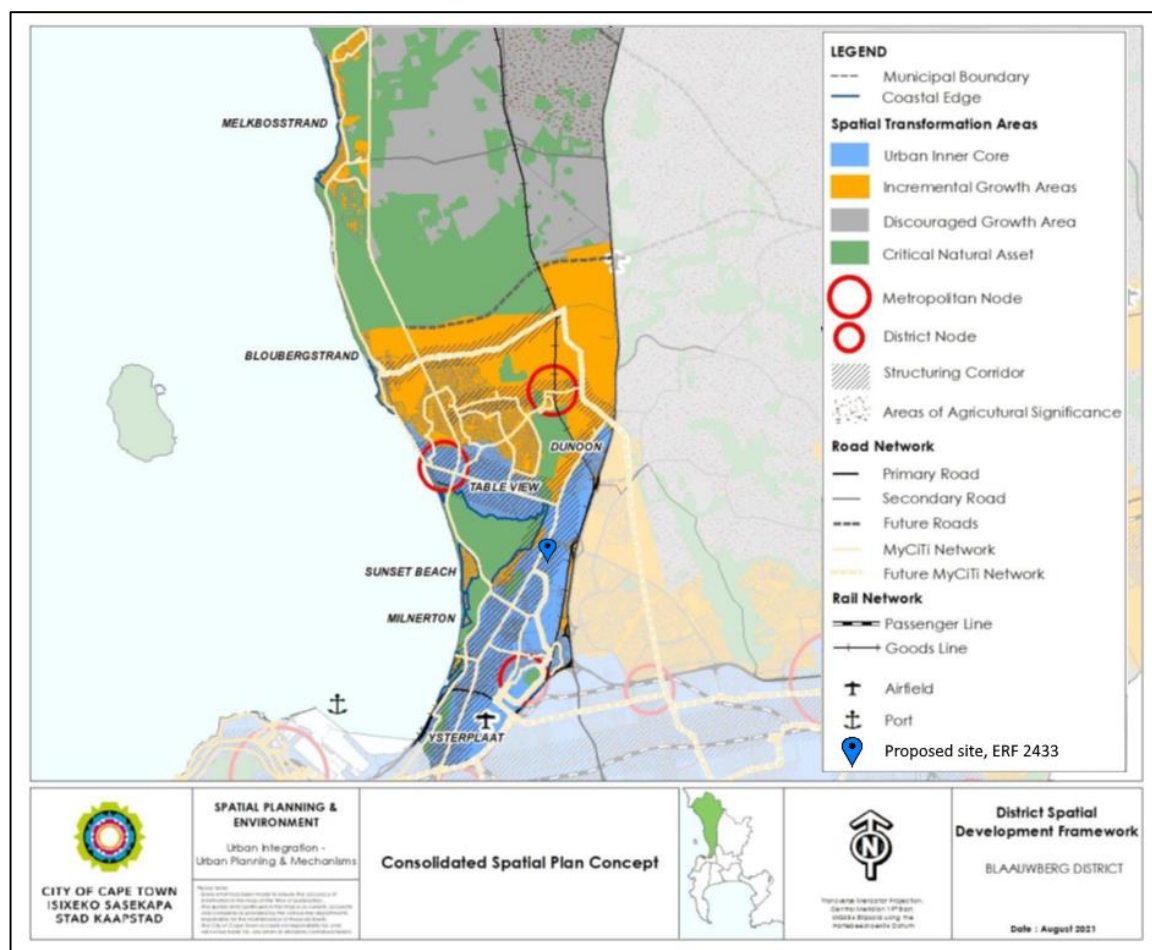 MELKBOSSTRAND
BLOUBERGSTRAND
DUNOON
TABLE VIEW
SUNSET BEACH
MILNERTON
YSTERPLAAT
LEGEND
Municipal Boundary
Coastal Edge
Spatial Transformation Areas
Urban Inner Core
Incremental Growth Areas
Discouraged Growth Area
Critical Natural Asset
Metropolitan Node
District Node
Structuring Corridor
Areas of Agricutural Significance
Road Network
Primary Road
Secondary Road
Future Roads
MyCiTi Network
Future MyCiTi Network
Rail Network
Passenger Line
Goods Line
Airfield
Port
Proposed site, ERF 2433
CITY OF CAPE TOWN
ISIXEKO SASEKAPA
STAD KAAPSTAD
SPATIAL PLANNING &
ENVIRONMENT
Urban Integration -
Urban Planning & Mechanisms
Consolidated Spatial Plan Concept
N
District Spatial
Development Framework
BLAAUWBERG DISTRICT
Date : August 2021